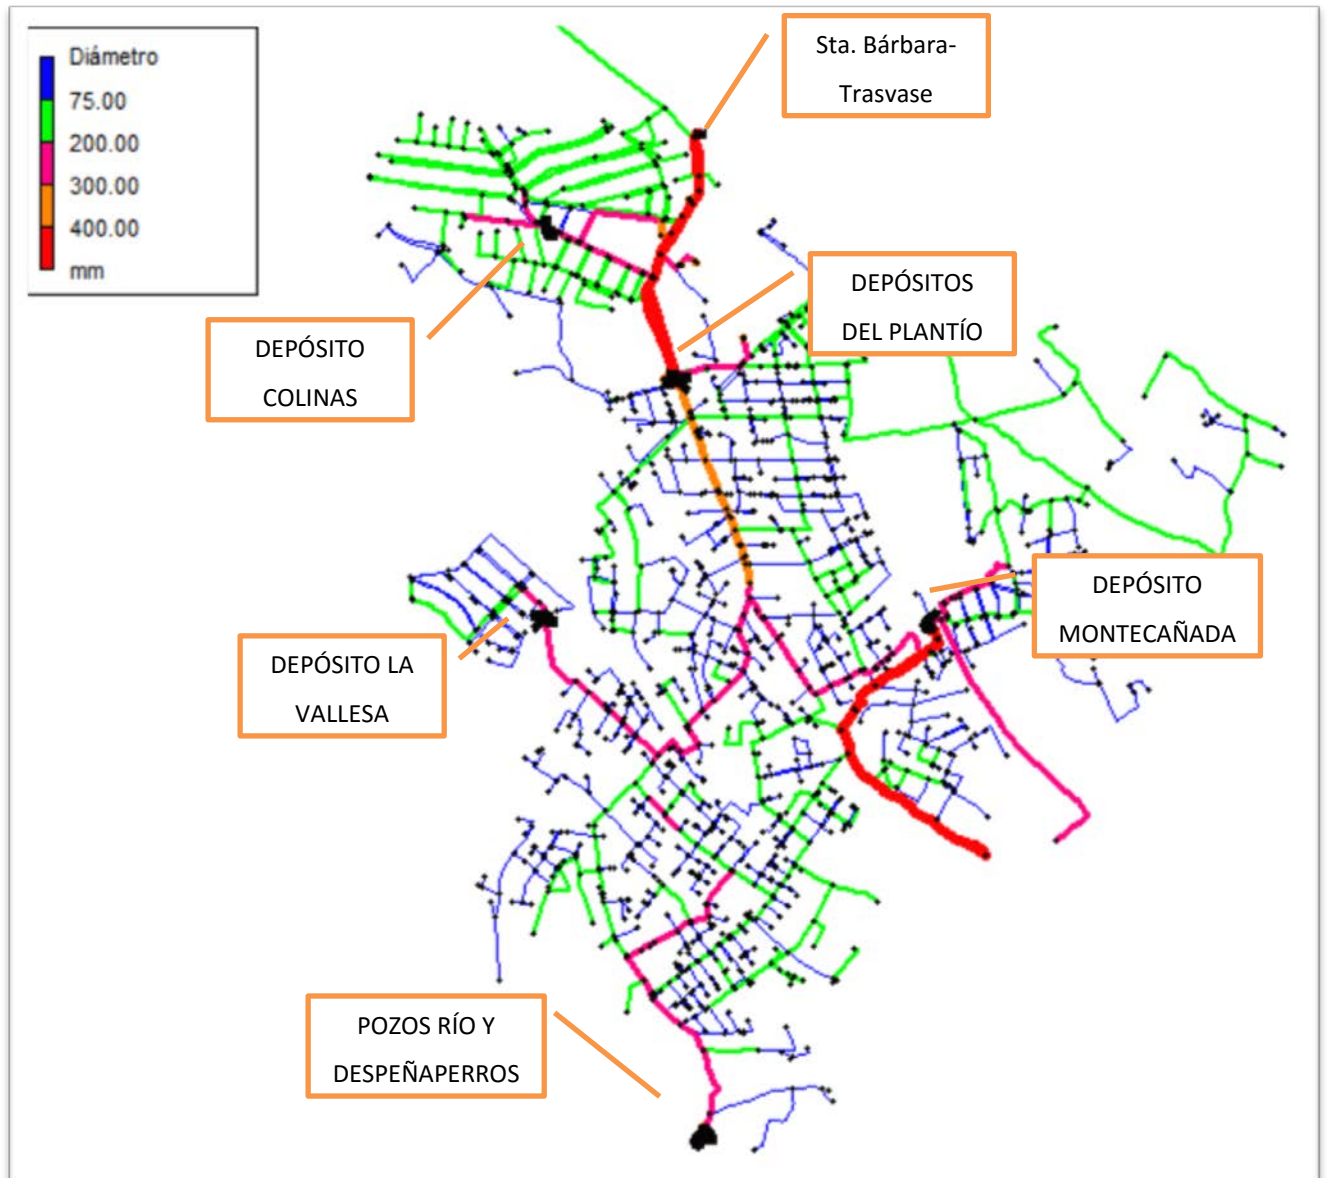 Diámetro
75.00
200.00
300.00
400.00
mm
Sta. Bárbara-
Trasvase
DEPÓSITOS
DEL PLANTÍO
DEPÓSITO
COLINAS
DEPÓSITO
MONTECAÑADA
DEPÓSITO LA
VALLESA
POZOS RÍO Y
DESPEÑAPERROS